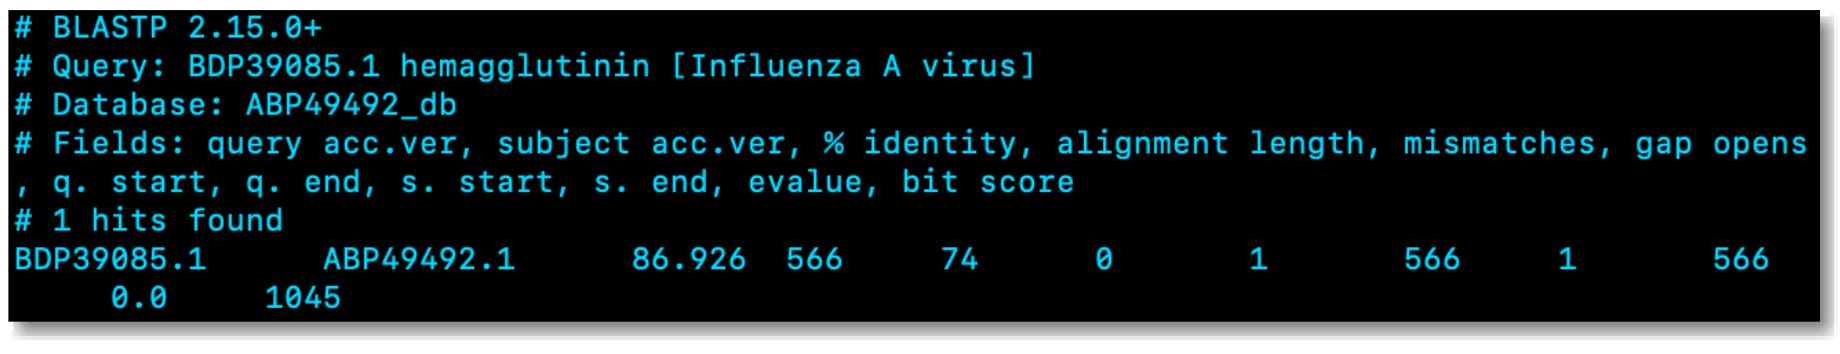 # BLASTP 2.15.0+
# Query: BDP39085.1 hemagglutinin [Influenza A virus]
# Database: ABP49492_db
# Fields: query acc.ver, subject acc.ver, % identity, alignment length, mismatches, gap opens
, q. start, q. end, s. start, s. end, evalue, bit score
# 1 hits found
BDP39085.1      ABP49492.1      86.926  566     74      0       1       566     1       566
     0.0     1045